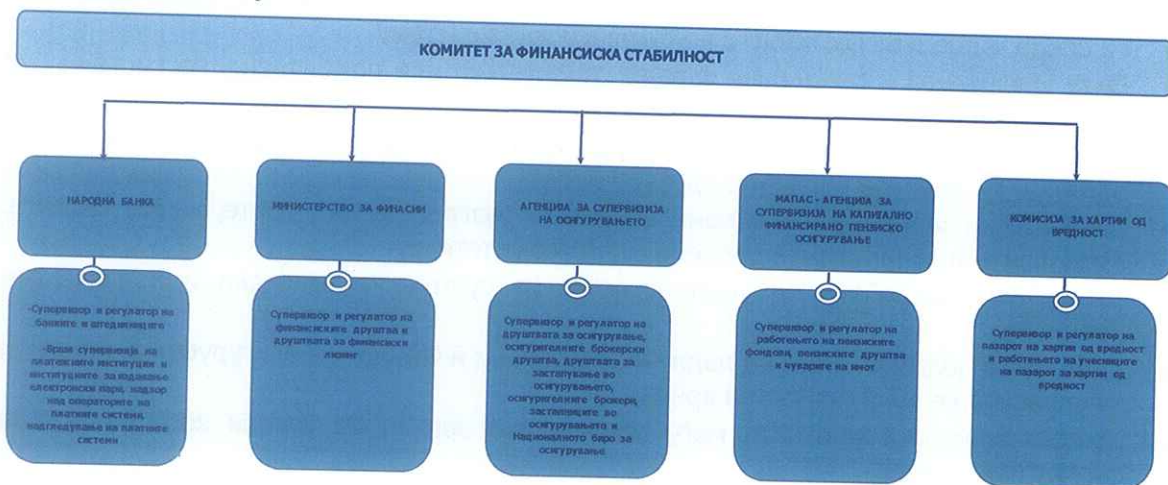 КОМИТЕТ ЗА ФИНАНСИСКА СТАБИЛНОСТ
НАРОДНА БАНКА
МИНИСТЕРСТВО ЗА ФИНАСИИ
АГЕНЦИЈА ЗА СУПЕРВИЗИЈА
НА ОСИГУРУВАЊЕТО
МАПАС - АГЕНЦИЈА ЗА
СУПЕРВИЗИЈА НА КАПИТАЛНО
ФИНАНСИРАНО ПЕНЗИСКО
ОСИГУРУВАЊЕ
КОМИСИЈА ЗА ХАРТИИ ОД
ВРЕДНОСТ
-Супервизор и регулатор на
банките и штедилниците
-Врши супервизија на
платежните институции и
институциите за издавање
електронски пари, надзор
над операторите на
платните системи,
надгледување на платните
системи
Супервизор и регулатор на
финансиските друштва и
друштвата за финансиски
лизинг
Супервизор и регулатор на
друштвата за осигурување,
осигурителните брокерски
друштва, друштвата за
застапување во
осигурувањето,
осигурителните брокери,
застапниците во
осигурувањето и
Националното биро за
осигурување
Супервизор и регулатор на
работењето на пензиските
фондови, пензиските друштва
и чуварите на имот
Супервизор и регулатор на
пазарот на хартии од вредност
и работењето на учесниците
на пазарот за хартии од
вредност